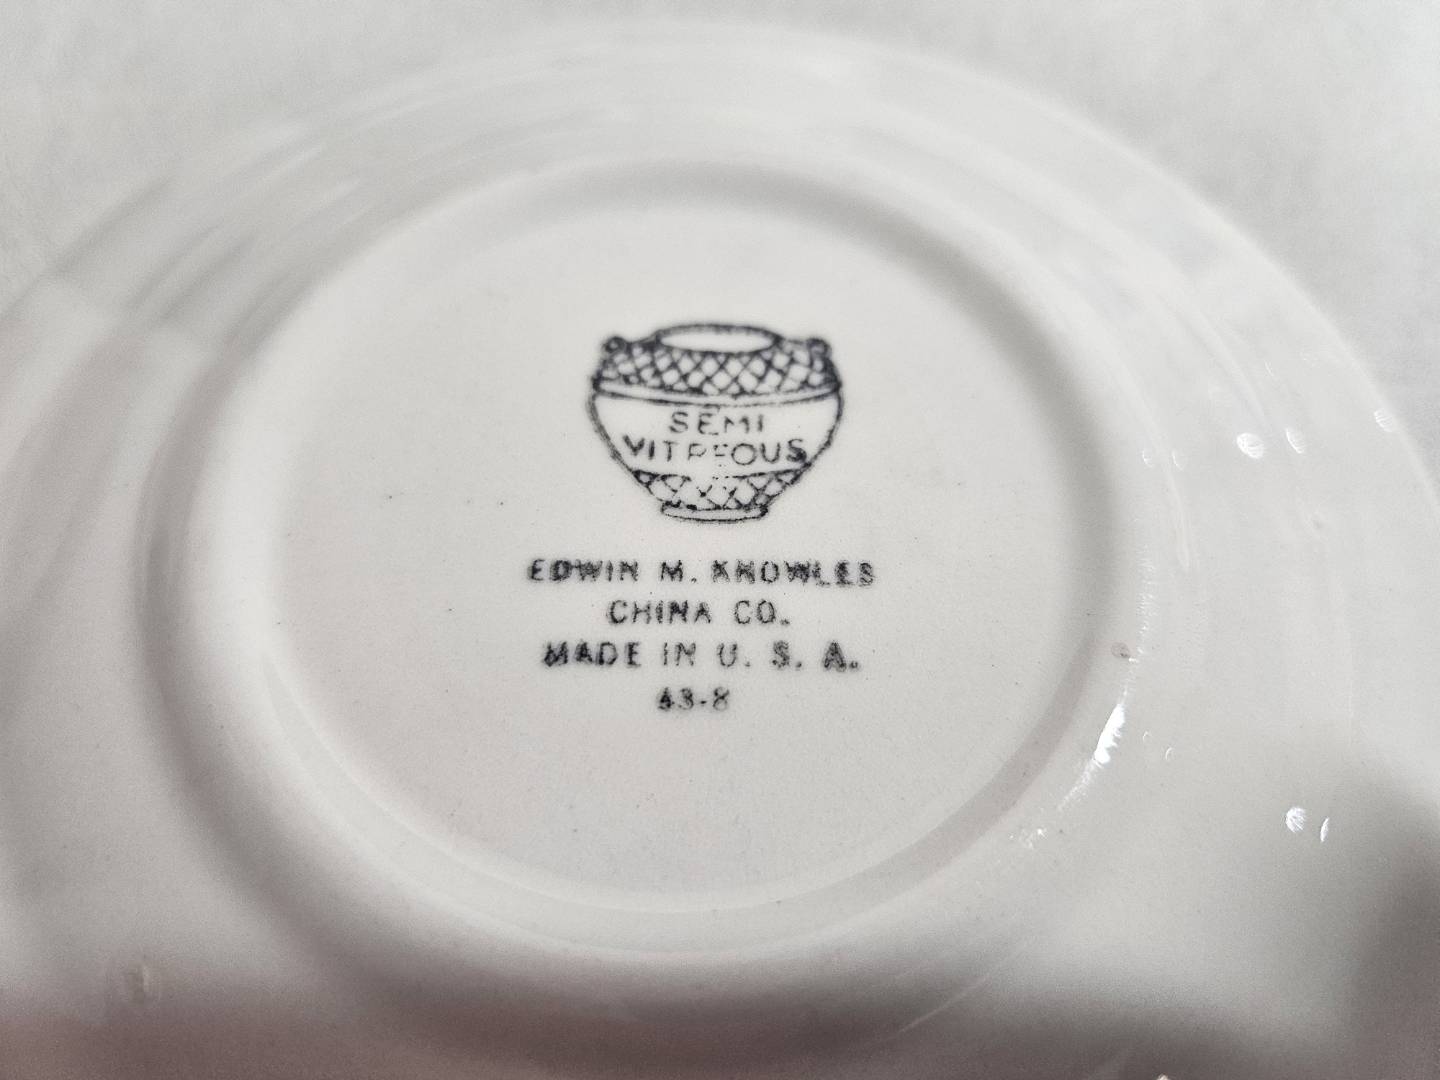 SEMI
VITREOUS
EDWIN M. KNOWLES
CHINA CO.
MADE IN U. S. A.
43-8